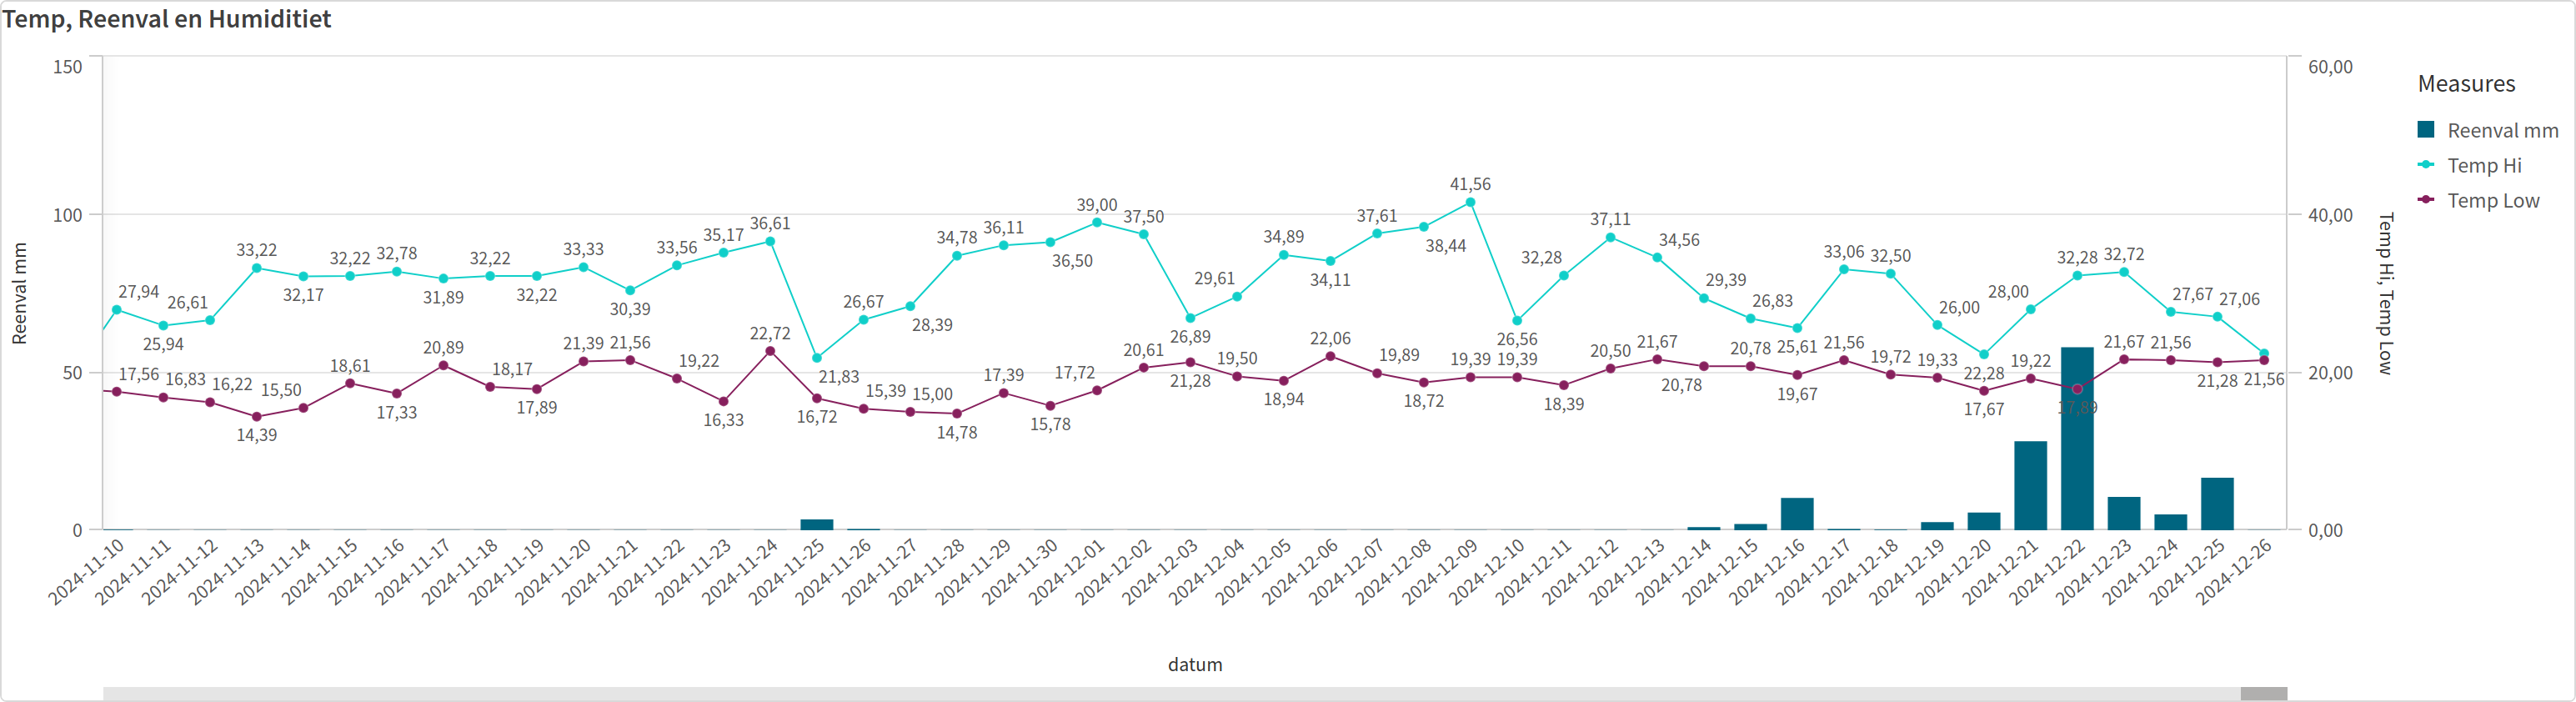 Temp, Reenval en Humiditiet
150
100
50
0
Reenval mm
60,00
40,00
20,00
0,00
Temp Hi, Temp Low
Measures
Reenval mm
Temp Hi
Temp Low
27,94 25,94 26,61 33,22 32,17 32,22 32,78 31,89 32,22 32,22 33,33 30,39 33,56 35,17 36,61 21,83 26,67 28,39 34,78 36,11 36,50 39,00 37,50 26,89 29,61 34,89 34,11 37,61 38,44 41,56 26,56 32,28 37,11 34,56 29,39 26,83 25,61 33,06 32,50 26,00 22,28 28,00 32,28 32,72 27,67 27,06
17,56 16,83 16,22 14,39 15,50 18,61 17,33 20,89 18,17 17,89 21,39 21,56 19,22 16,33 22,72 16,72 15,39 15,00 14,78 17,39 15,78 17,72 20,61 21,28 19,50 18,94 22,06 19,89 18,72 19,39 19,39 18,39 20,50 21,67 20,78 20,78 19,67 21,56 19,72 19,33 17,67 19,22 17,89 21,67 21,56 21,28 21,56
2024-11-10 2024-11-11 2024-11-12 2024-11-13 2024-11-14 2024-11-15 2024-11-16 2024-11-17 2024-11-18 2024-11-19 2024-11-20 2024-11-21 2024-11-22 2024-11-23 2024-11-24 2024-11-25 2024-11-26 2024-11-27 2024-11-28 2024-11-29 2024-11-30 2024-12-01 2024-12-02 2024-12-03 2024-12-04 2024-12-05 2024-12-06 2024-12-07 2024-12-08 2024-12-09 2024-12-10 2024-12-11 2024-12-12 2024-12-13 2024-12-14 2024-12-15 2024-12-16 2024-12-17 2024-12-18 2024-12-19 2024-12-20 2024-12-21 2024-12-22 2024-12-23 2024-12-24 2024-12-25 2024-12-26
datum